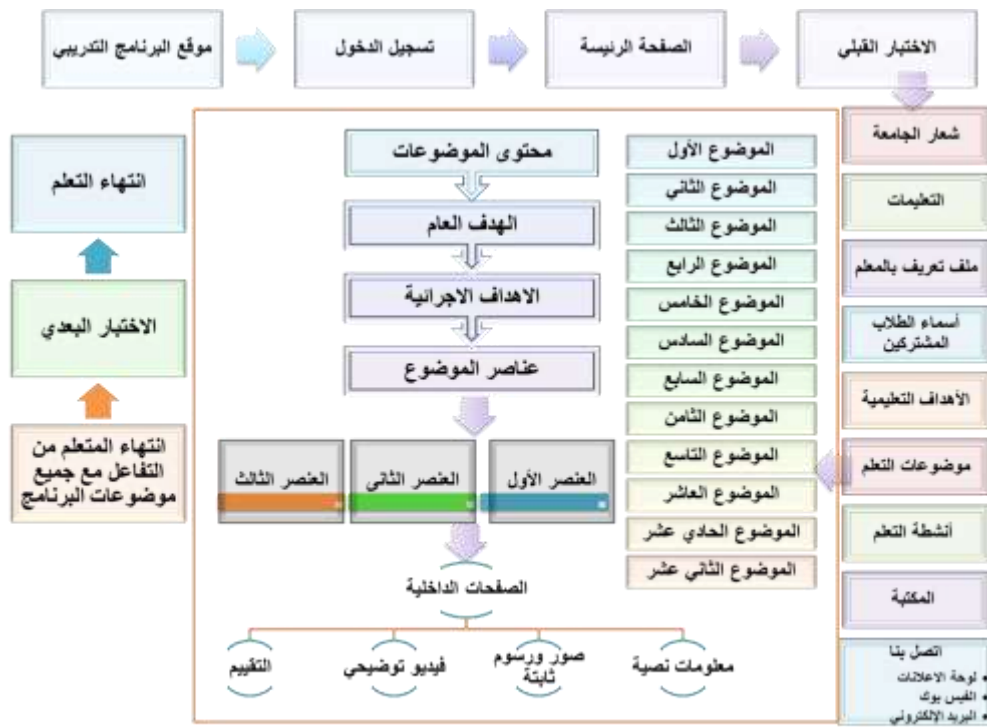 موقع البرنامج التدريبي
تسجيل الدخول
الصفحة الرئيسة
الاختبار القبلي
شعار الجامعة
التعليمات
ملف تعريف بالمعلم
أسماء الطلاب
المشتركين
الأهداف التعليمية
موضوعات التعلم
أنشطة التعلم
المكتبة
اتصل بنا
• لوحة الاعلانات
• الفيس بوك
• البريد الإلكتروني
الموضوع الأول
الموضوع الثاني
الموضوع الثالث
الموضوع الرابع
الموضوع الخامس
الموضوع السادس
الموضوع السابع
الموضوع الثامن
الموضوع التاسع
الموضوع العاشر
الموضوع الحادي عشر
الموضوع الثاني عشر
محتوى الموضوعات
الهدف العام
الاهداف الاجرائية
عناصر الموضوع
العنصر الأول
العنصر الثاني
العنصر الثالث
الصفحات الداخلية
معلومات نصية
صور ورسوم
ثابتة
فيديو توضيحي
التقييم
انتهاء المتعلم من
التفاعل مع جميع
موضوعات البرنامج
الاختبار البعدي
انتهاء التعلم